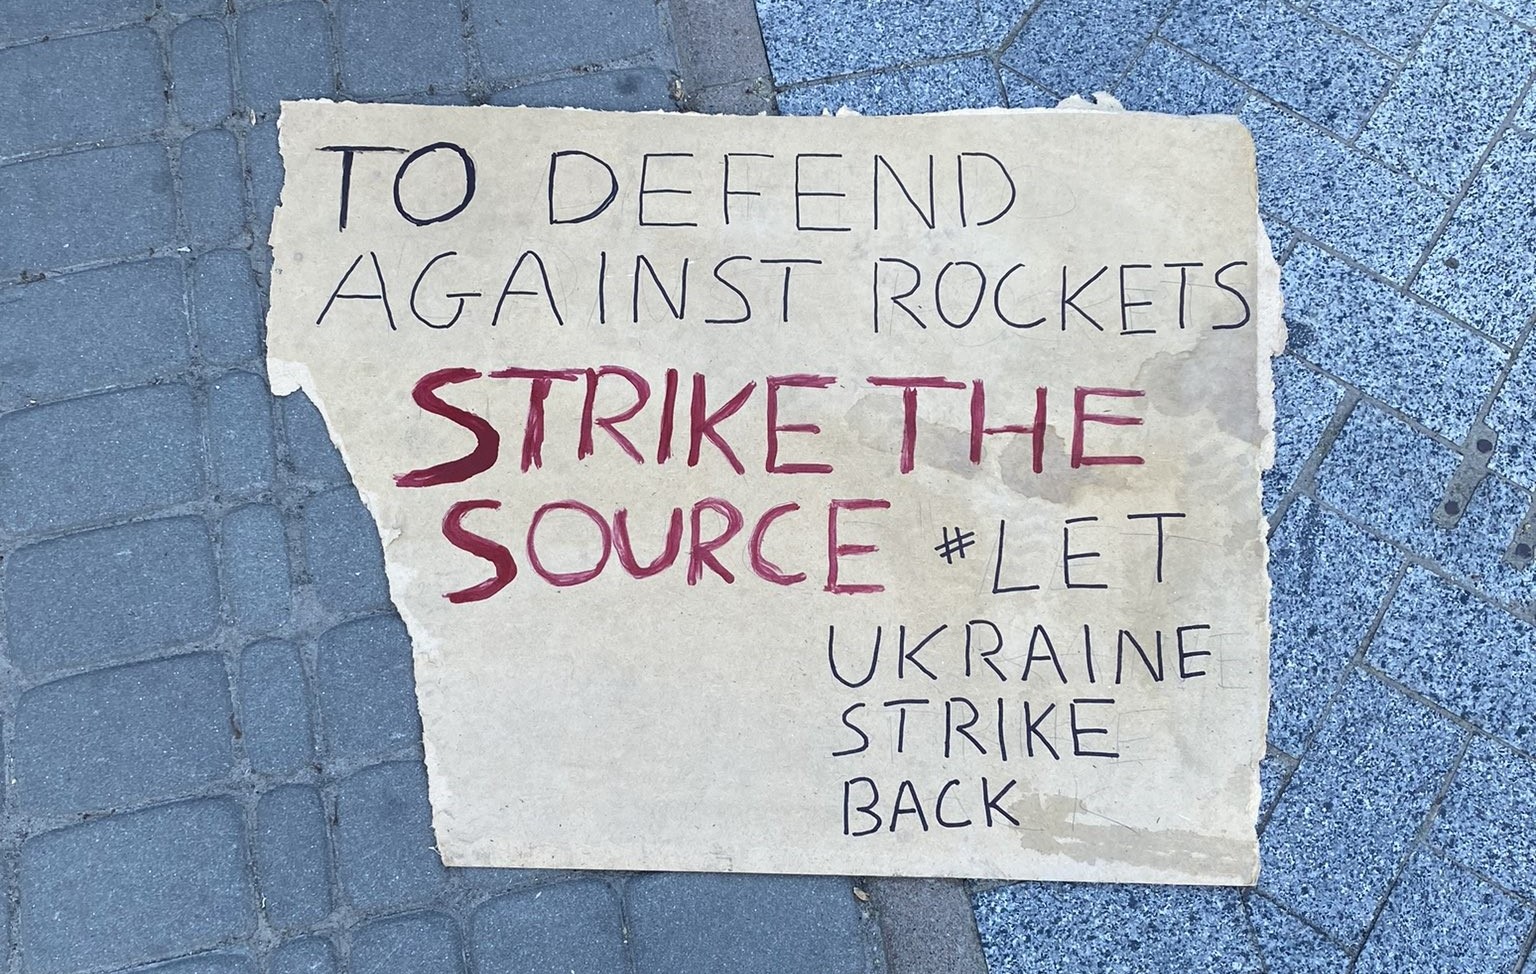 TO DEFEND
AGAINST ROCKETS
STRIKE THE
SOURCE #LET
UKRAINE
STRIKE
BACK